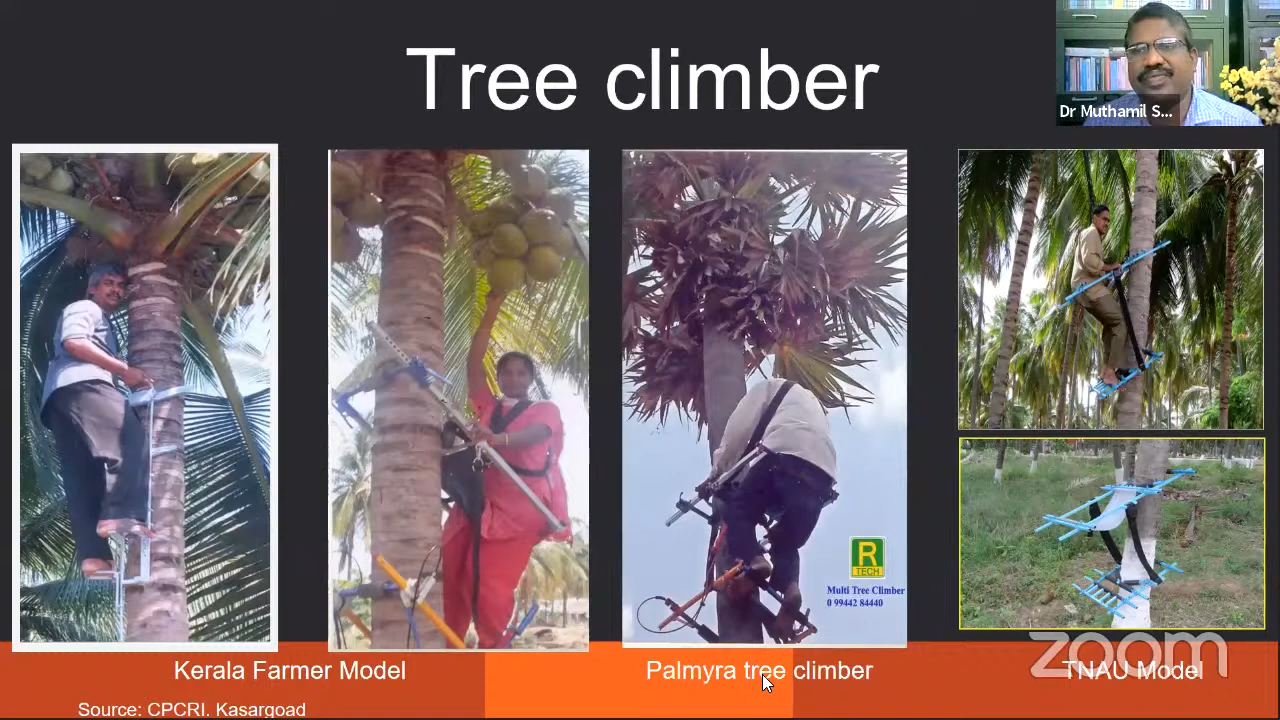 Tree climber
Dr Muthamil S...
R
TECH
Multi Tree Climber
0 99442 84440
Kerala Farmer Model
Palmyra tree climber
TNAU Model
zoom
Source: CPCRI, Kasargoad